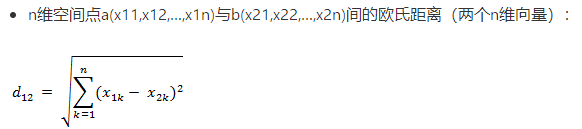 • n维空间点a(x11,x12,…,x1n)与b(x21,x22,…,x2n)间的欧氏距离（两个n维向量）:
d₁₂ = √(∑ₖ₌₁ⁿ (x₁ₖ − x₂ₖ)²)